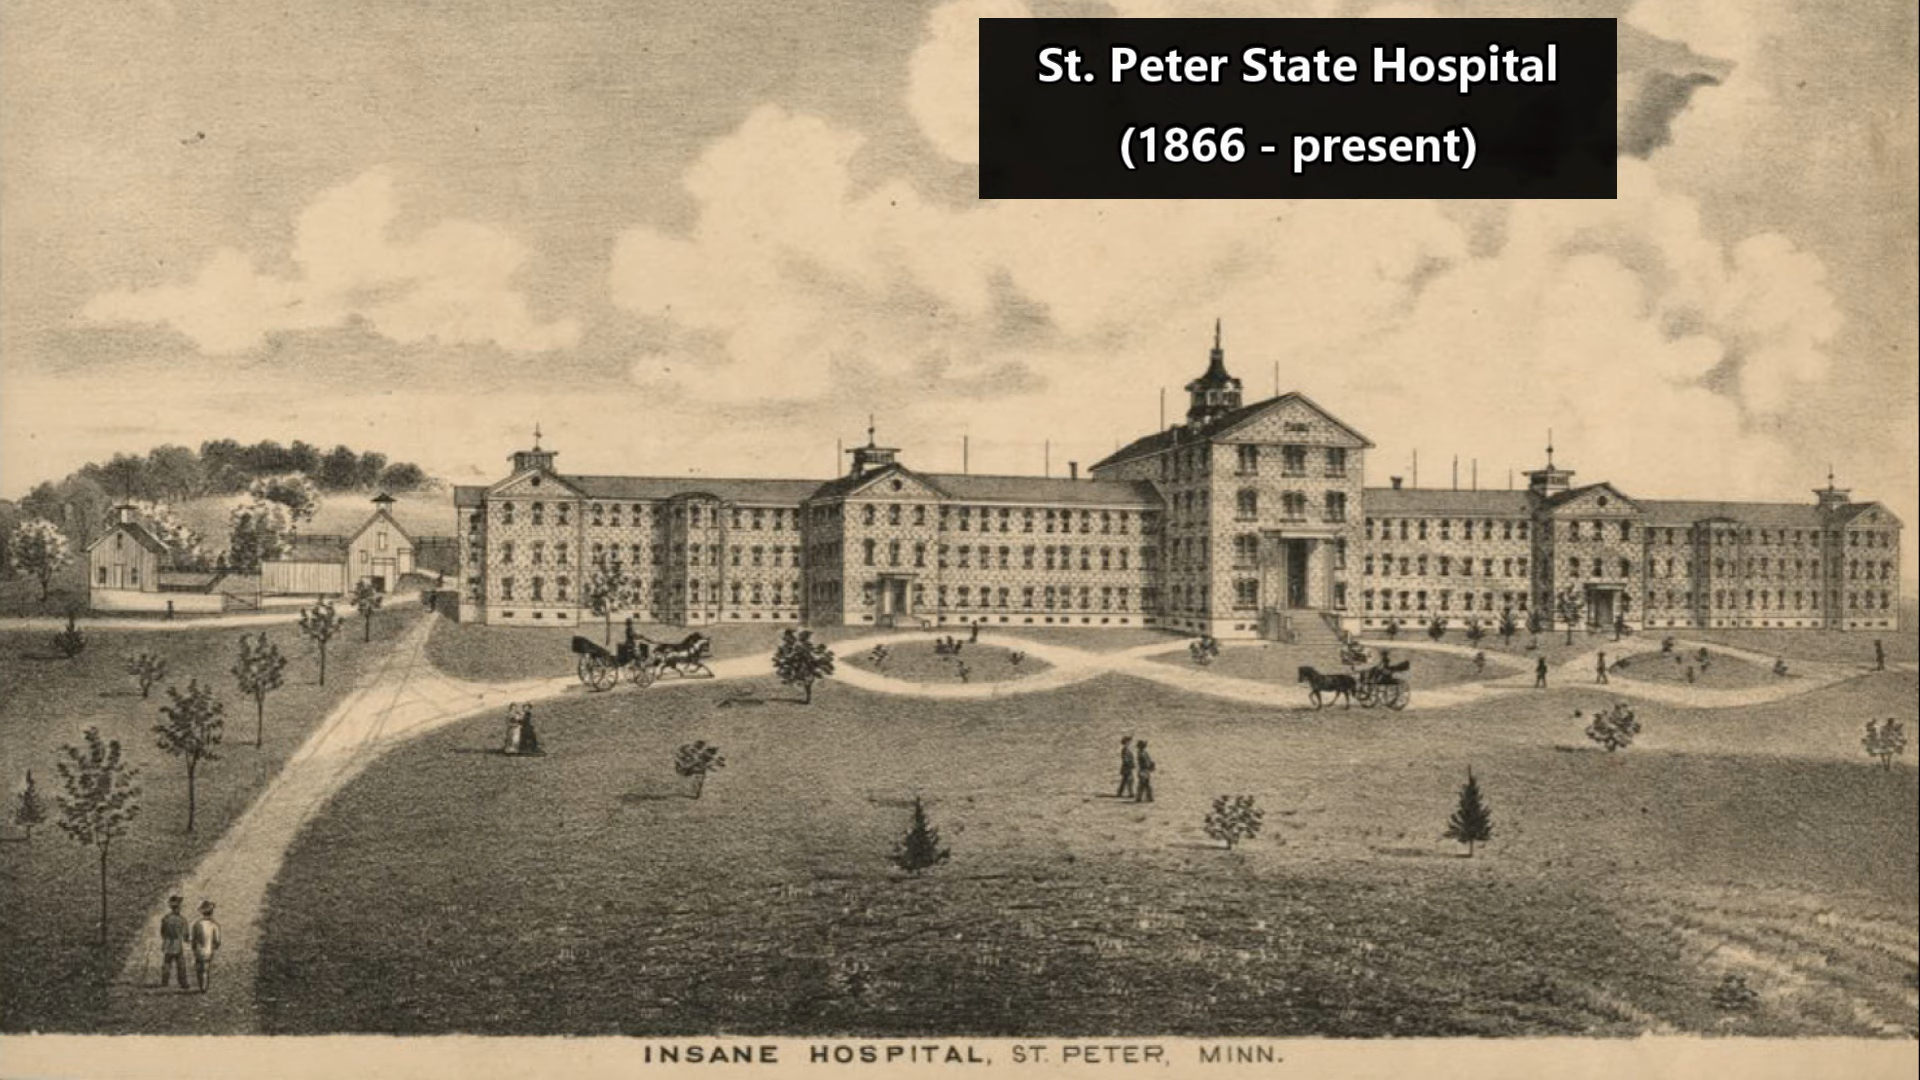 St. Peter State Hospital
(1866 - present)
INSANE HOSPITAL, ST. PETER, MINN.